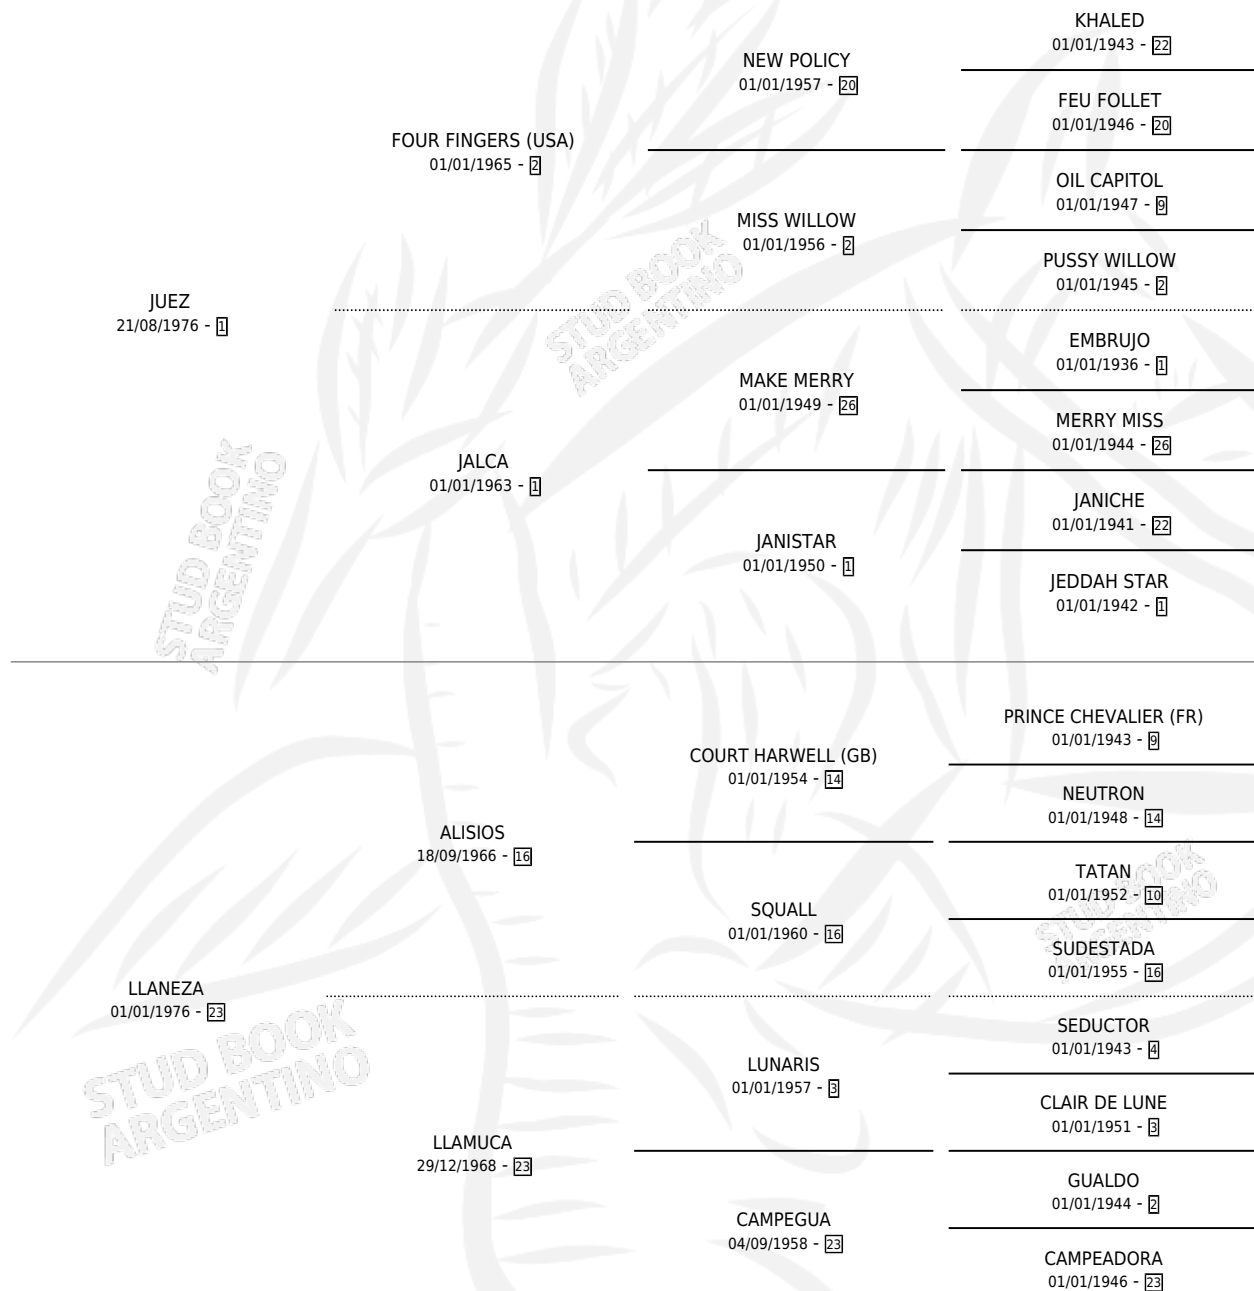 KHALED
01/01/1943 - 22
NEW POLICY
01/01/1957 - 20
FEU FOLLET
01/01/1946 - 20
FOUR FINGERS (USA)
01/01/1965 - 2
OIL CAPITOL
01/01/1947 - 9
MISS WILLOW
01/01/1956 - 2
PUSSY WILLOW
01/01/1945 - 2
JUEZ
21/08/1976 - 1
EMBRUJO
01/01/1936 - 1
MAKE MERRY
01/01/1949 - 26
MERRY MISS
01/01/1944 - 26
JALCA
01/01/1963 - 1
JANICHE
01/01/1941 - 22
JANISTAR
01/01/1950 - 1
JEDDAH STAR
01/01/1942 - 1
PRINCE CHEVALIER (FR)
01/01/1943 - 9
COURT HARWELL (GB)
01/01/1954 - 14
NEUTRON
01/01/1948 - 14
ALISIOS
18/09/1966 - 16
TATAN
01/01/1952 - 10
SQUALL
01/01/1960 - 16
SUDESTADA
01/01/1955 - 16
LLANEZA
01/01/1976 - 23
SEDUCTOR
01/01/1943 - 4
LUNARIS
01/01/1957 - 3
CLAIR DE LUNE
01/01/1951 - 3
LLAMUCA
29/12/1968 - 23
GUALDO
01/01/1944 - 2
CAMPEGUA
04/09/1958 - 23
CAMPEADORA
01/01/1946 - 23
STUD BOOK
ARGENTINO
STUD BOOK
ARGENTINO
STUD BOOK
ARGENTINO
STUD BOOK
ARGENTINO